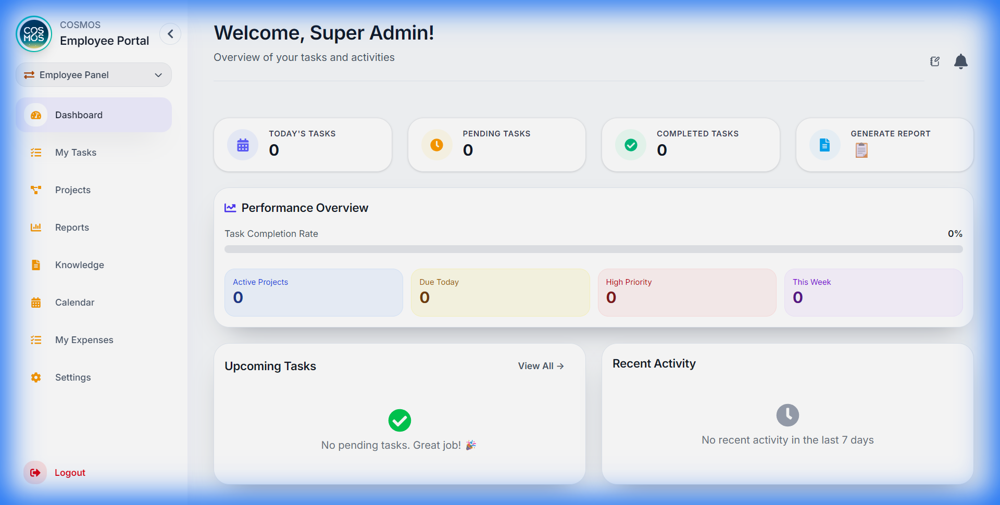 COS
MOS
COSMOS
Employee Portal
Employee Panel
Dashboard
My Tasks
Projects
Reports
Knowledge
Calendar
My Expenses
Settings
Logout
Welcome, Super Admin!
Overview of your tasks and activities
TODAY'S TASKS
0
PENDING TASKS
0
COMPLETED TASKS
0
GENERATE REPORT
Performance Overview
Task Completion Rate
0%
Active Projects
0
Due Today
0
High Priority
0
This Week
0
Upcoming Tasks
View All →
No pending tasks. Great job! 🎉
Recent Activity
No recent activity in the last 7 days